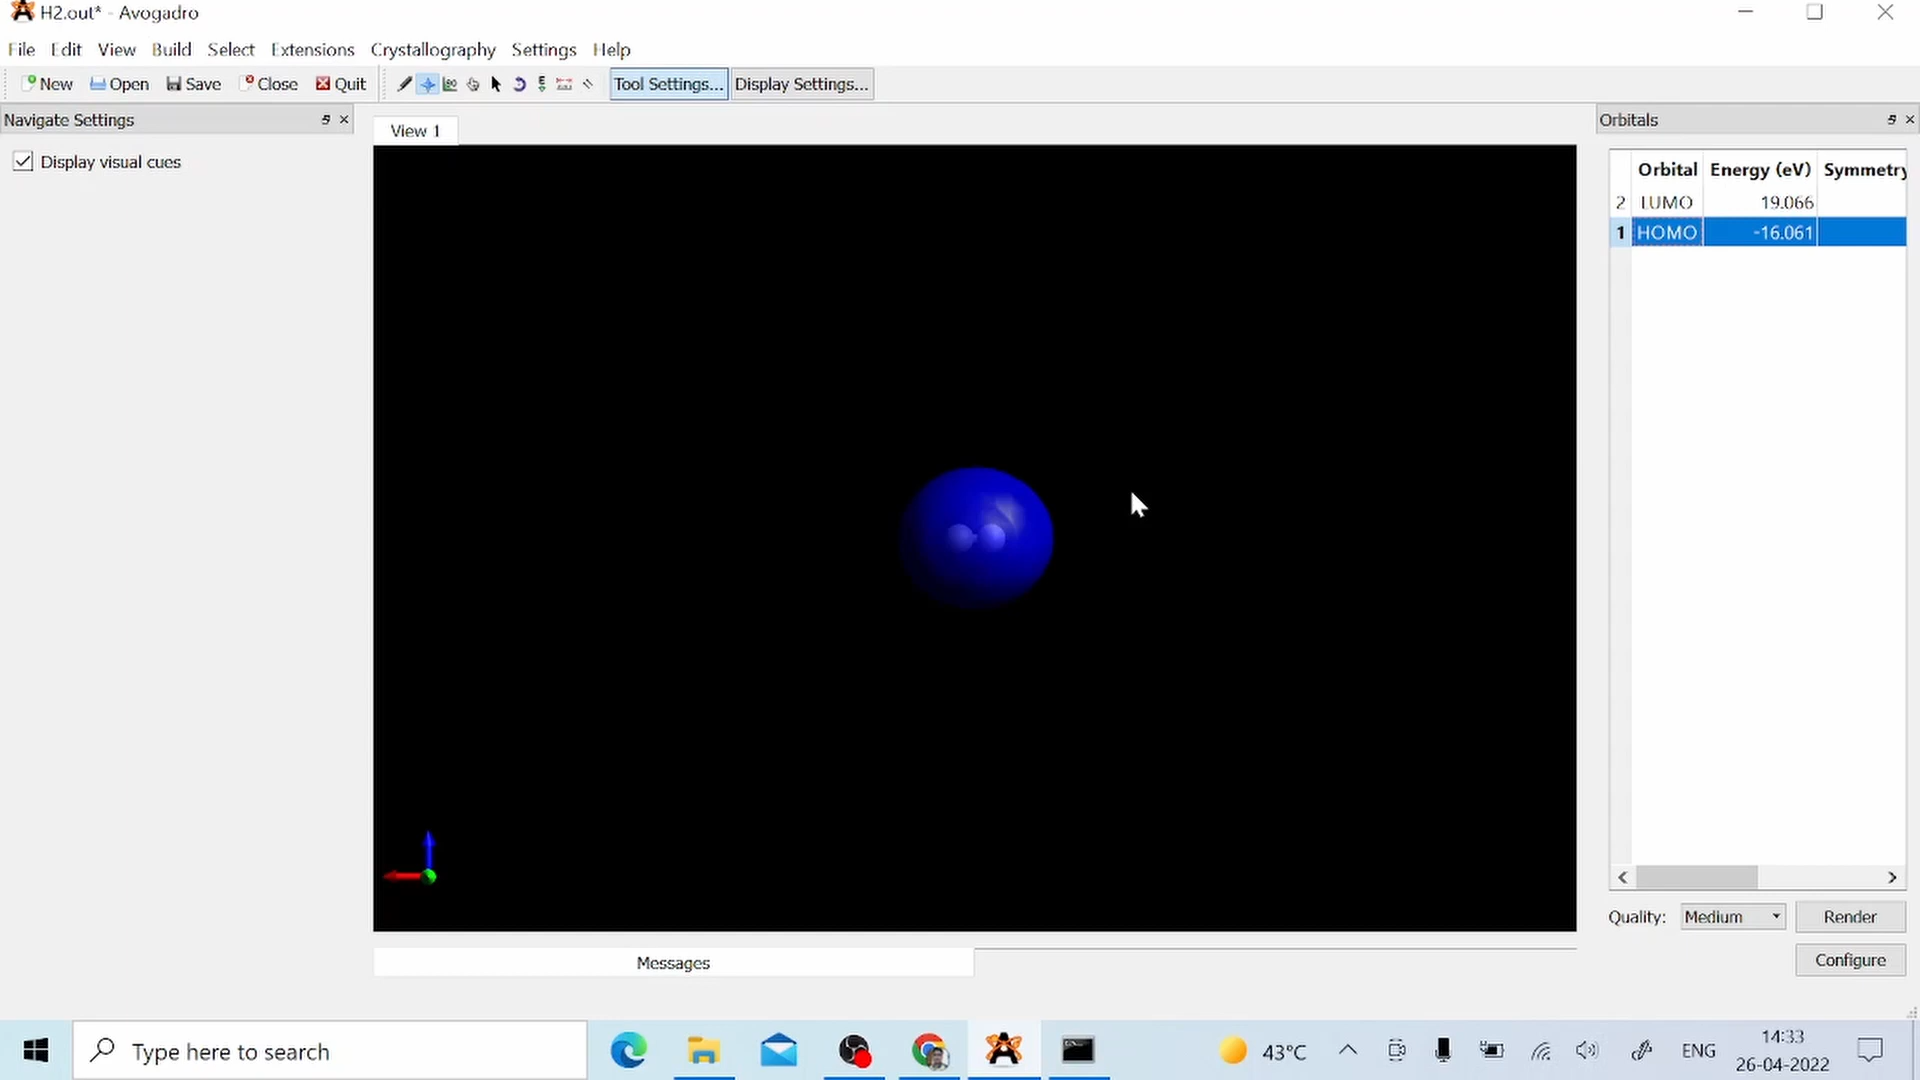 H2.out* - Avogadro
File Edit View Build Select Extensions Crystallography Settings Help
New Open Save Close Quit Tool Settings... Display Settings...
Navigate Settings
Display visual cues
View 1
Orbitals
Orbital Energy (eV) Symmetry
2 LUMO 19.066
1 HOMO -16.061
Quality: Medium Render
Configure
Messages
Type here to search
43°C
ENG
14:33
26-04-2022